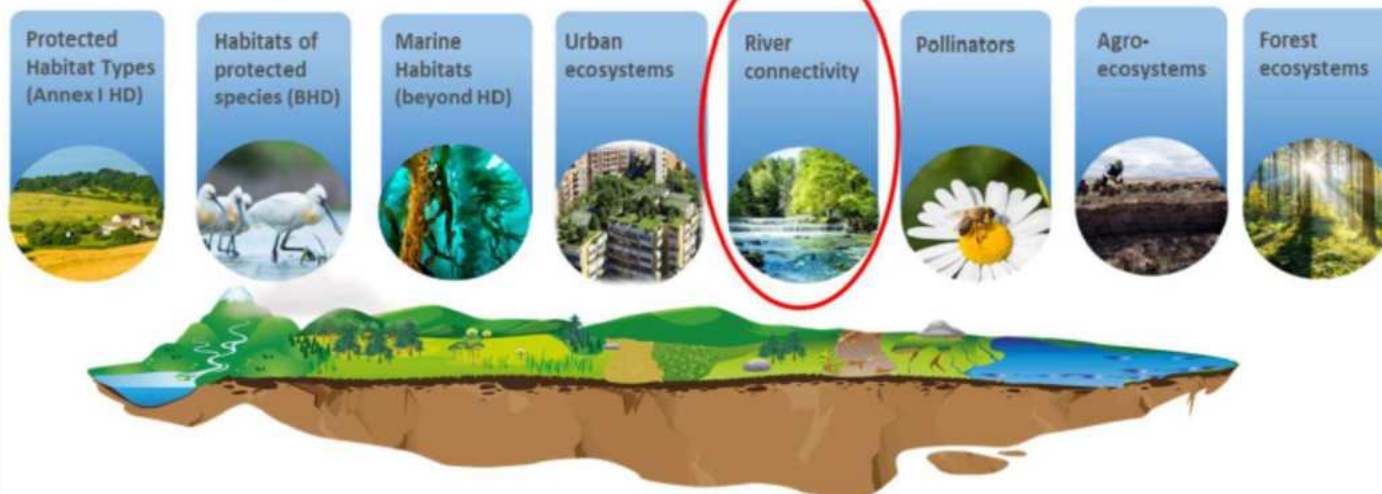 Protected
Habitat Types
(Annex I HD)
Habitats of
protected
species (BHD)
Marine
Habitats
(beyond HD)
Urban
ecosystems
River
connectivity
Pollinators
Agro-
ecosystems
Forest
ecosystems